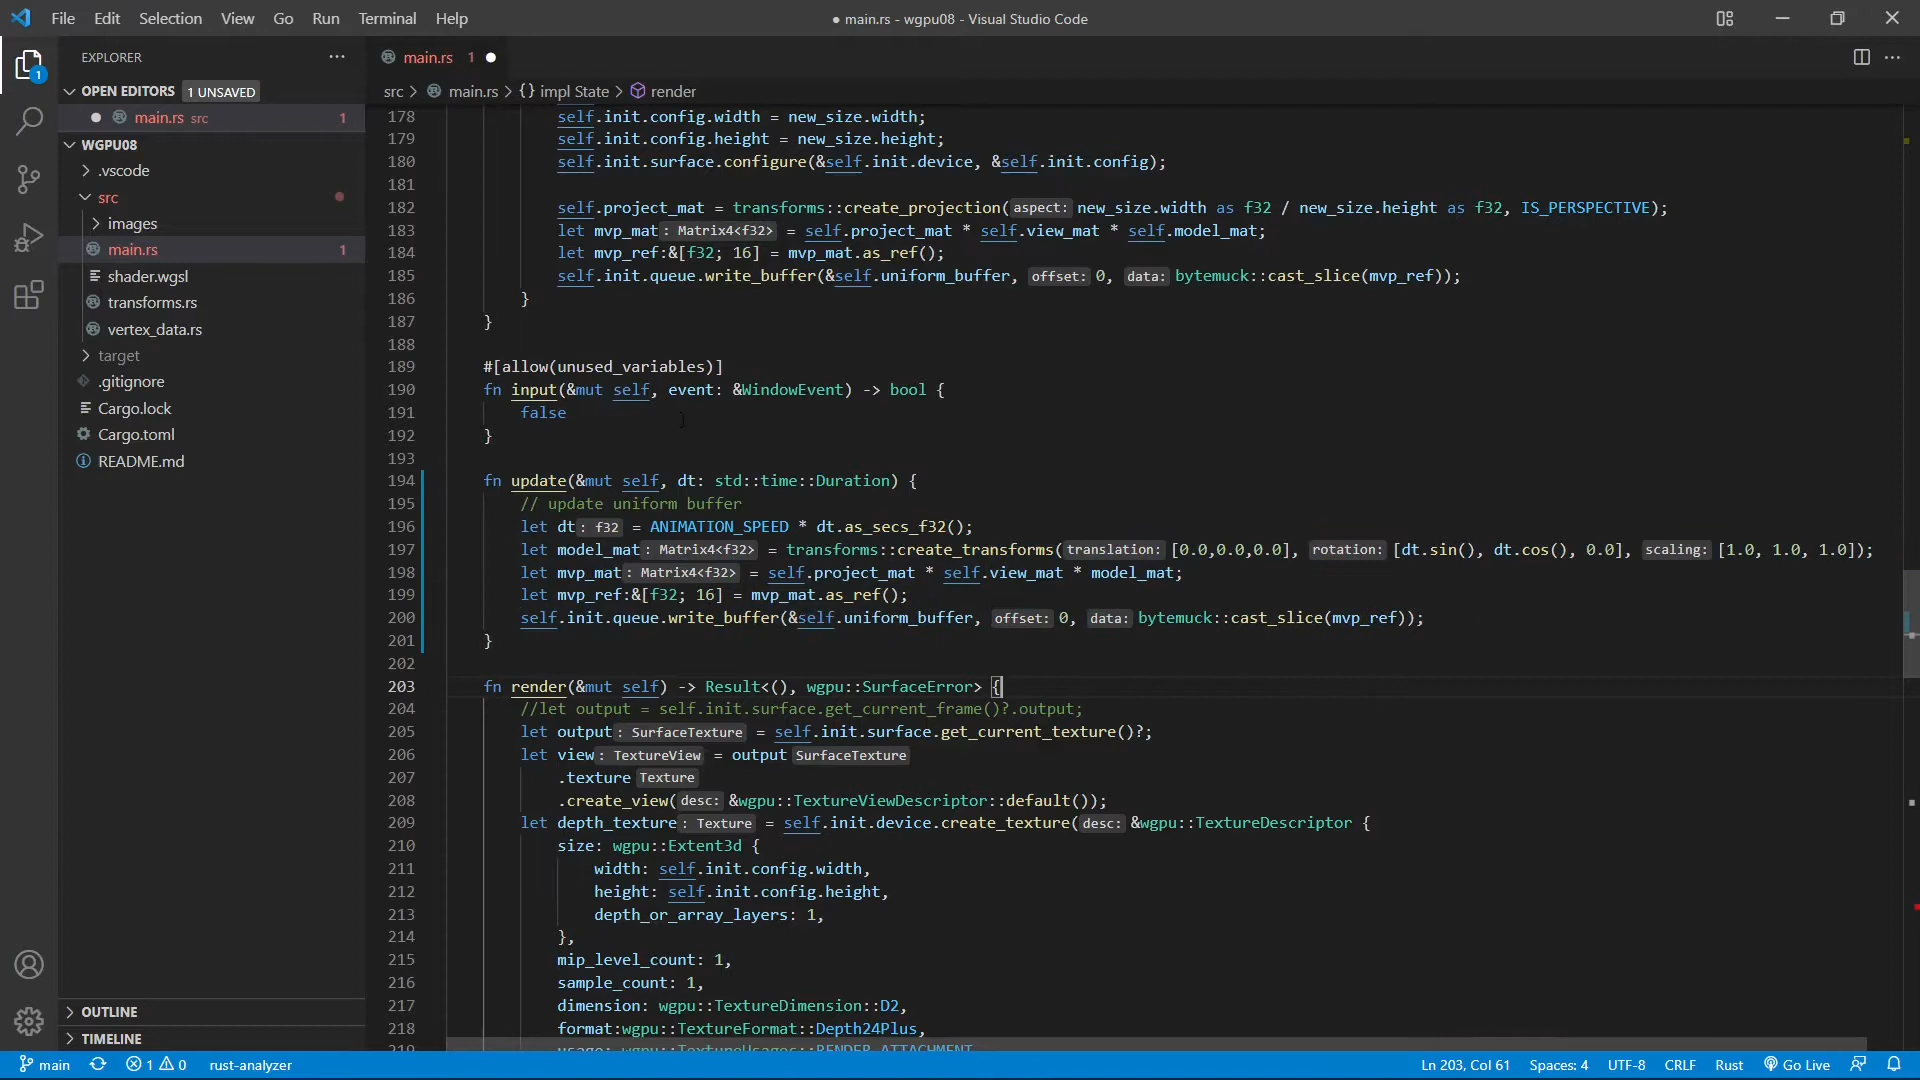 File Edit Selection View Go Run Terminal Help
● main.rs - wgpu08 - Visual Studio Code
EXPLORER
main.rs 1
OPEN EDITORS 1 UNSAVED
src > main.rs > {} impl State > render
main.rs src 1
WGPU08
.vscode
src
images
main.rs 1
shader.wgsl
transforms.rs
vertex_data.rs
target
.gitignore
Cargo.lock
Cargo.toml
README.md
1
178 self.init.config.width = new_size.width;
179 self.init.config.height = new_size.height;
180 self.init.surface.configure(&self.init.device, &self.init.config);
181
182 self.project_mat = transforms::create_projection(aspect: new_size.width as f32 / new_size.height as f32, IS_PERSPECTIVE);
183 let mvp_mat: Matrix4<f32> = self.project_mat * self.view_mat * self.model_mat;
184 let mvp_ref:&[f32; 16] = mvp_mat.as_ref();
185 self.init.queue.write_buffer(&self.uniform_buffer, offset: 0, data: bytemuck::cast_slice(mvp_ref));
186 }
187 }
188
189 #[allow(unused_variables)]
190 fn input(&mut self, event: &WindowEvent) -> bool {
191 false
192 }
193
194 fn update(&mut self, dt: std::time::Duration) {
195 // update uniform buffer
196 let dt: f32 = ANIMATION_SPEED * dt.as_secs_f32();
197 let model_mat: Matrix4<f32> = transforms::create_transforms(translation: [0.0,0.0,0.0], rotation: [dt.sin(), dt.cos(), 0.0], scaling: [1.0, 1.0, 1.0]);
198 let mvp_mat: Matrix4<f32> = self.project_mat * self.view_mat * model_mat;
199 let mvp_ref:&[f32; 16] = mvp_mat.as_ref();
200 self.init.queue.write_buffer(&self.uniform_buffer, offset: 0, data: bytemuck::cast_slice(mvp_ref));
201 }
202
203 fn render(&mut self) -> Result<(), wgpu::SurfaceError> {
204 //let output = self.init.surface.get_current_frame()?.output;
205 let output: SurfaceTexture = self.init.surface.get_current_texture()?;
206 let view: TextureView = output SurfaceTexture
207 .texture Texture
208 .create_view(desc: &wgpu::TextureViewDescriptor::default());
209 let depth_texture: Texture = self.init.device.create_texture(desc: &wgpu::TextureDescriptor {
210 size: wgpu::Extent3d {
211 width: self.init.config.width,
212 height: self.init.config.height,
213 depth_or_array_layers: 1,
214 },
215 mip_level_count: 1,
216 sample_count: 1,
217 dimension: wgpu::TextureDimension::D2,
218 format:wgpu::TextureFormat::Depth24Plus,
219 usage: wgpu::TextureUsages::RENDER_ATTACHMENT,
OUTLINE
TIMELINE
main 1 0 rust-analyzer
Ln 203, Col 61 Spaces: 4 UTF-8 CRLF Rust Go Live